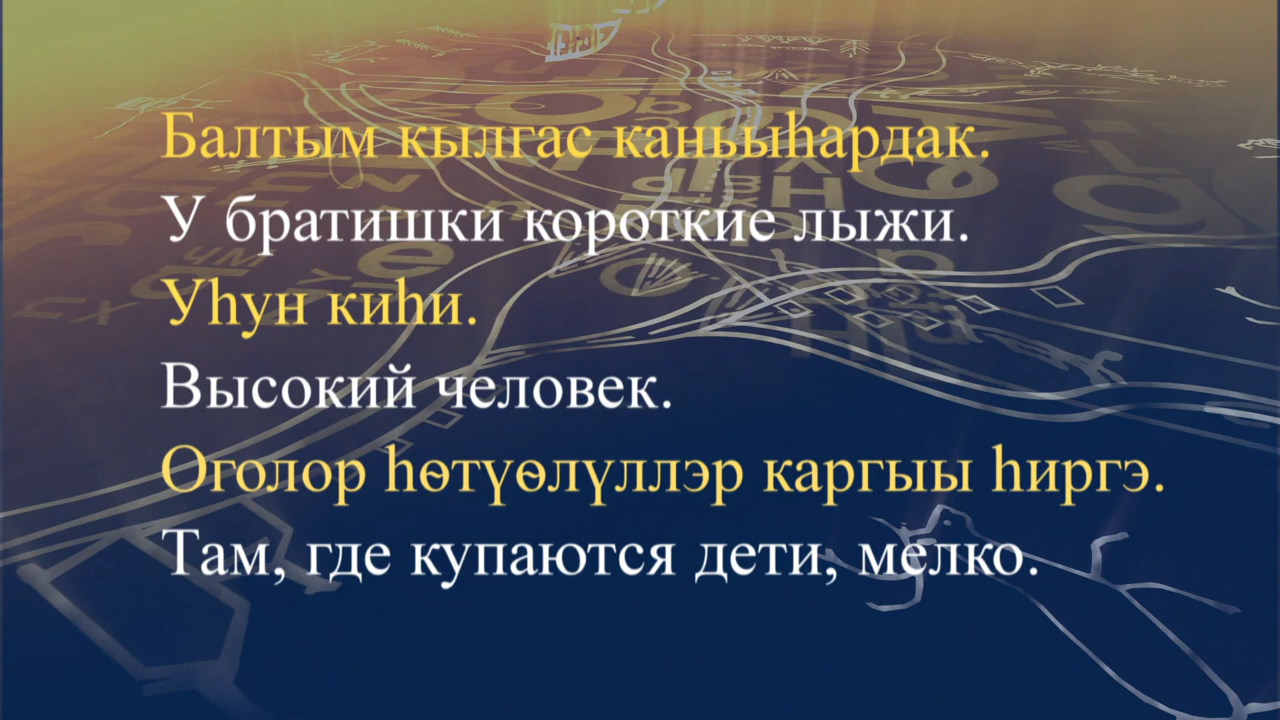 Балтым кылгас каньыһардак.
У братишки короткие лыжи.
Уһун киһи.
Высокий человек.
Оголор һөтүөлүллэр каргыы һиргэ.
Там, где купаются дети, мелко.